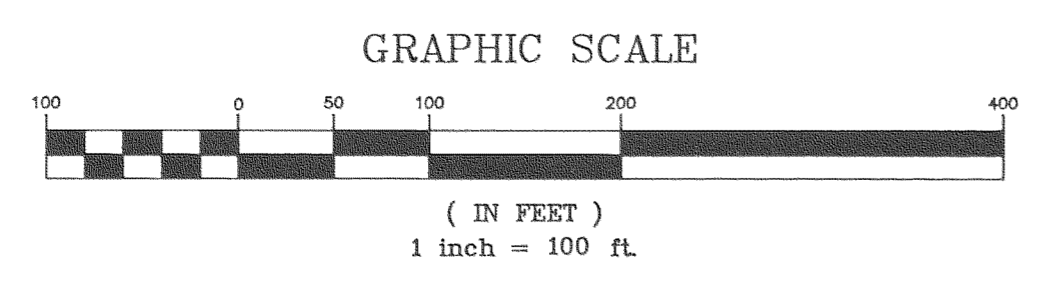 GRAPHIC SCALE
100 0 50 100 200 400
( IN FEET )
1 inch = 100 ft.